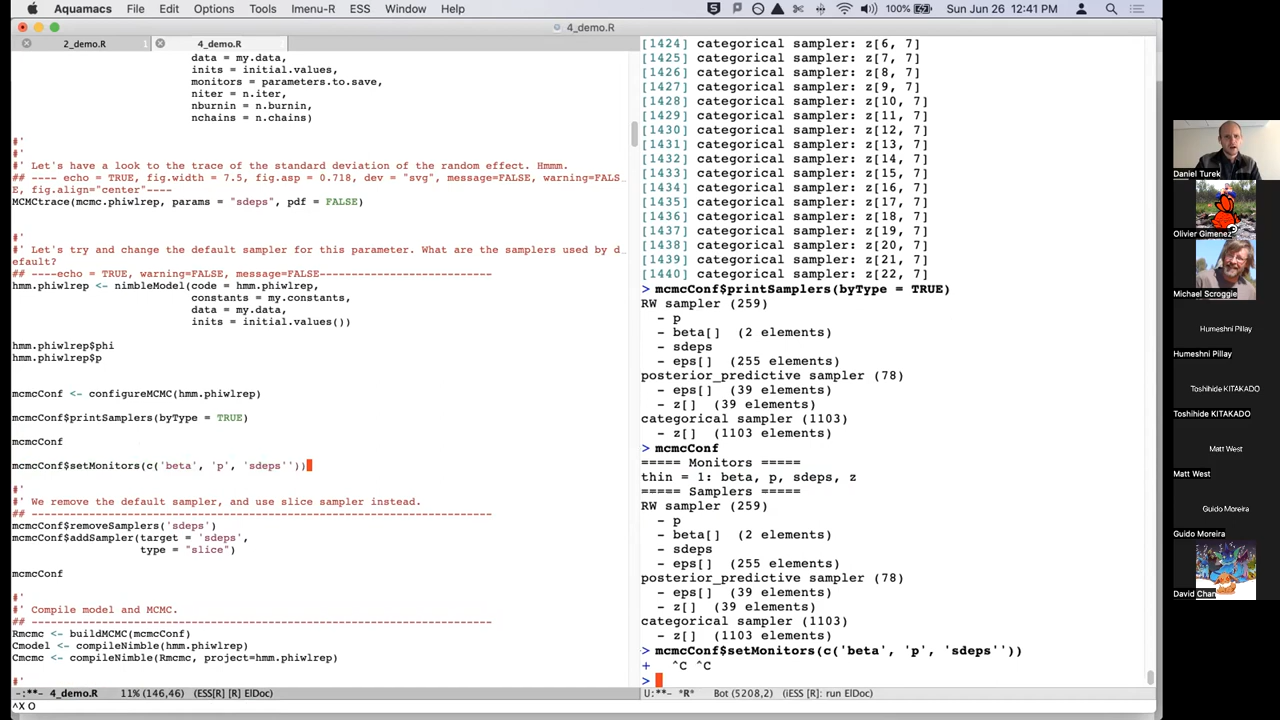 Aquamacs File Edit Options Tools Imenu-R ESS Window Help 100% Sun Jun 26 12:41 PM
4_demo.R
2_demo.R 1 4_demo.R
data = my.data,
inits = initial.values,
monitors = parameters.to.save,
niter = n.iter,
nburnin = n.burnin,
nchains = n.chains)
#'
#'
#' Let's have a look to the trace of the standard deviation of the random effect. Hmmm.
## ---- echo = TRUE, fig.width = 7.5, fig.asp = 0.718, dev = "svg", message=FALSE, warning=FALS
E, fig.align="center"----
MCMCtrace(mcmc.phiwlrep, params = "sdeps", pdf = FALSE)
#'
#' Let's try and change the default sampler for this parameter. What are the samplers used by d
efault?
## ----echo = TRUE, warning=FALSE, message=FALSE-----------------------------
hmm.phiwlrep <- nimbleModel(code = hmm.phiwlrep,
constants = my.constants,
data = my.data,
inits = initial.values())
hmm.phiwlrep$phi
hmm.phiwlrep$p
mcmcConf <- configureMCMC(hmm.phiwlrep)
mcmcConf$printSamplers(byType = TRUE)
mcmcConf
mcmcConf$setMonitors(c('beta', 'p', 'sdeps''))
#'
#' We remove the default sampler, and use slice sampler instead.
## -----------------------------------------------------------------------------
mcmcConf$removeSamplers('sdeps')
mcmcConf$addSampler(target = 'sdeps',
type = "slice")
mcmcConf
#'
#' Compile model and MCMC.
## -----------------------------------------------------------------------------
Rmcmc <- buildMCMC(mcmcConf)
Cmodel <- compileNimble(hmm.phiwlrep)
Cmcmc <- compileNimble(Rmcmc, project=hmm.phiwlrep)
#'
-:**- 4_demo.R 11% (146,46) (ESS[R] [R] ElDoc)
^X O
[1424] categorical sampler: z[6, 7]
[1425] categorical sampler: z[7, 7]
[1426] categorical sampler: z[8, 7]
[1427] categorical sampler: z[9, 7]
[1428] categorical sampler: z[10, 7]
[1429] categorical sampler: z[11, 7]
[1430] categorical sampler: z[12, 7]
[1431] categorical sampler: z[13, 7]
[1432] categorical sampler: z[14, 7]
[1433] categorical sampler: z[15, 7]
[1434] categorical sampler: z[16, 7]
[1435] categorical sampler: z[17, 7]
[1436] categorical sampler: z[18, 7]
[1437] categorical sampler: z[19, 7]
[1438] categorical sampler: z[20, 7]
[1439] categorical sampler: z[21, 7]
[1440] categorical sampler: z[22, 7]
> mcmcConf$printSamplers(byType = TRUE)
RW sampler (259)
- p
- beta[] (2 elements)
- sdeps
- eps[] (255 elements)
posterior_predictive sampler (78)
- eps[] (39 elements)
- z[] (39 elements)
categorical sampler (1103)
- z[] (1103 elements)
> mcmcConf
===== Monitors =====
thin = 1: beta, p, sdeps, z
===== Samplers =====
RW sampler (259)
- p
- beta[] (2 elements)
- sdeps
- eps[] (255 elements)
posterior_predictive sampler (78)
- eps[] (39 elements)
- z[] (39 elements)
categorical sampler (1103)
- z[] (1103 elements)
> mcmcConf$setMonitors(c('beta', 'p', 'sdeps''))
+ ^C ^C
>
U:**- *R* Bot (5208,2) (iESS [R]: run ElDoc)
Daniel Turek
Olivier Gimenez
Michael Scroggie
Humeshni Pillay
Humeshni Pillay
Toshihide KITAKADO
Toshihide KITAKADO
Matt West
Matt West
Guido Moreira
Guido Moreira
David Chan